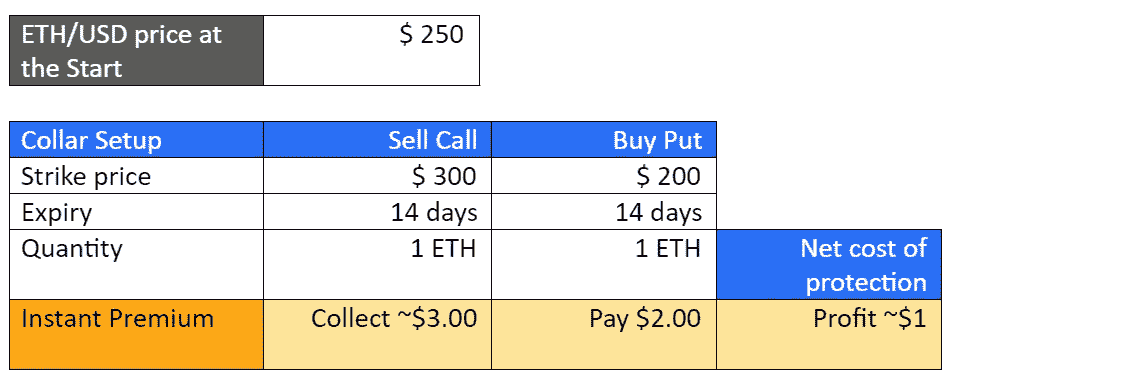 ETH/USD price at $ 250
the Start
Collar Setup Sell Call Buy Put
Strike price $ 300 $ 200
Expiry 14 days 14 days
Quantity 1 ETH 1 ETH Net cost of
protection
Instant Premium Collect ~$3.00 Pay $2.00 Profit ~$1